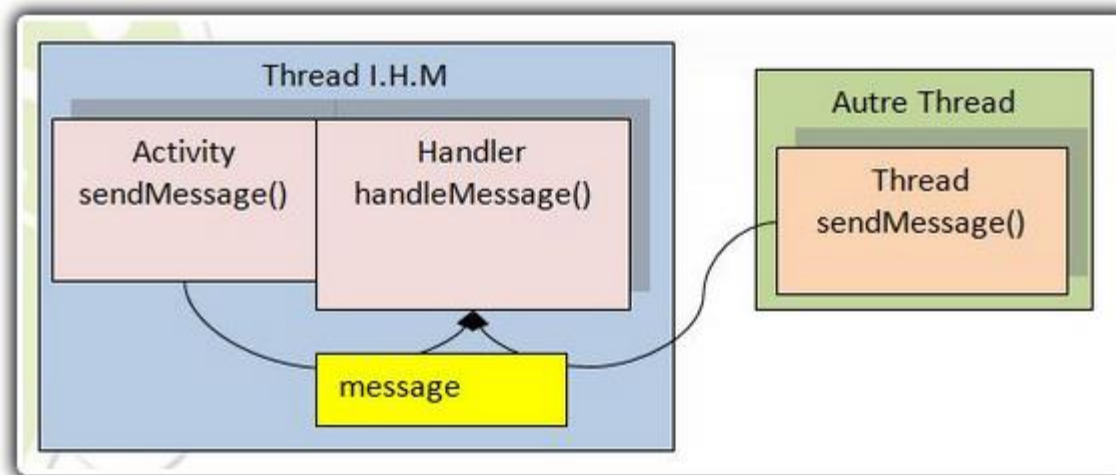 Thread I.H.M
Activity
sendMessage()
Handler
handleMessage()
message
Autre Thread
Thread
sendMessage()